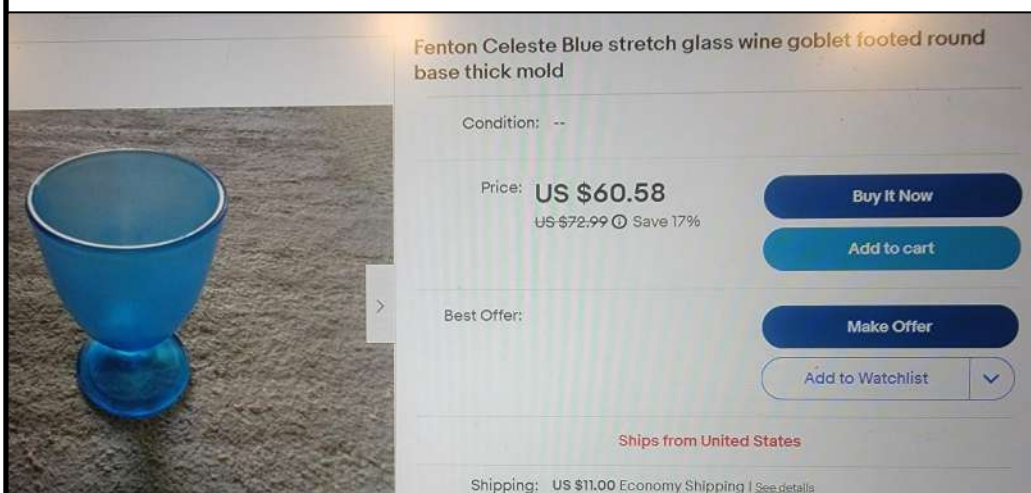 Fenton Celeste Blue stretch glass wine goblet footed round
base thick mold
Condition: --
Price: US $60.58
US $72.99 Save 17%
Buy It Now
Add to cart
Best Offer:
Make Offer
Add to Watchlist
Ships from United States
Shipping: US $11.00 Economy Shipping | See details